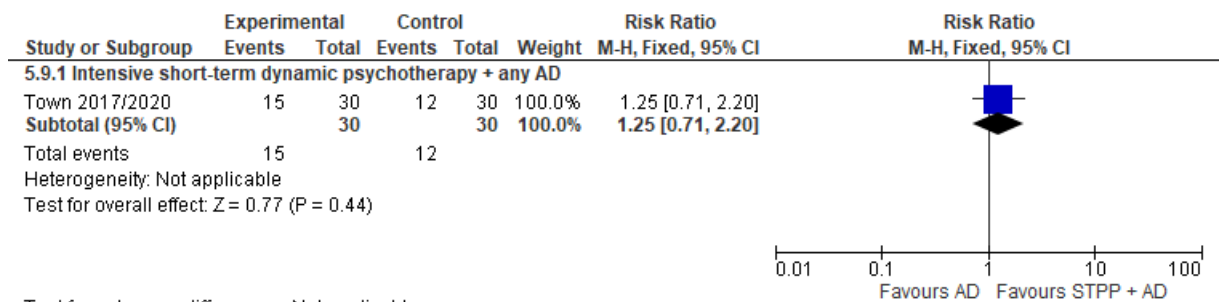 Experimental Control Risk Ratio Risk Ratio
Study or Subgroup Events Total Events Total Weight M-H, Fixed, 95% CI M-H, Fixed, 95% CI
5.9.1 Intensive short-term dynamic psychotherapy + any AD
Town 2017/2020 15 30 12 30 100.0% 1.25 [0.71, 2.20]
Subtotal (95% CI) 30 30 100.0% 1.25 [0.71, 2.20]
Total events 15 12
Heterogeneity: Not applicable
Test for overall effect: Z = 0.77 (P = 0.44)
0.01 0.1 1 10 100
Favours AD Favours STPP + AD